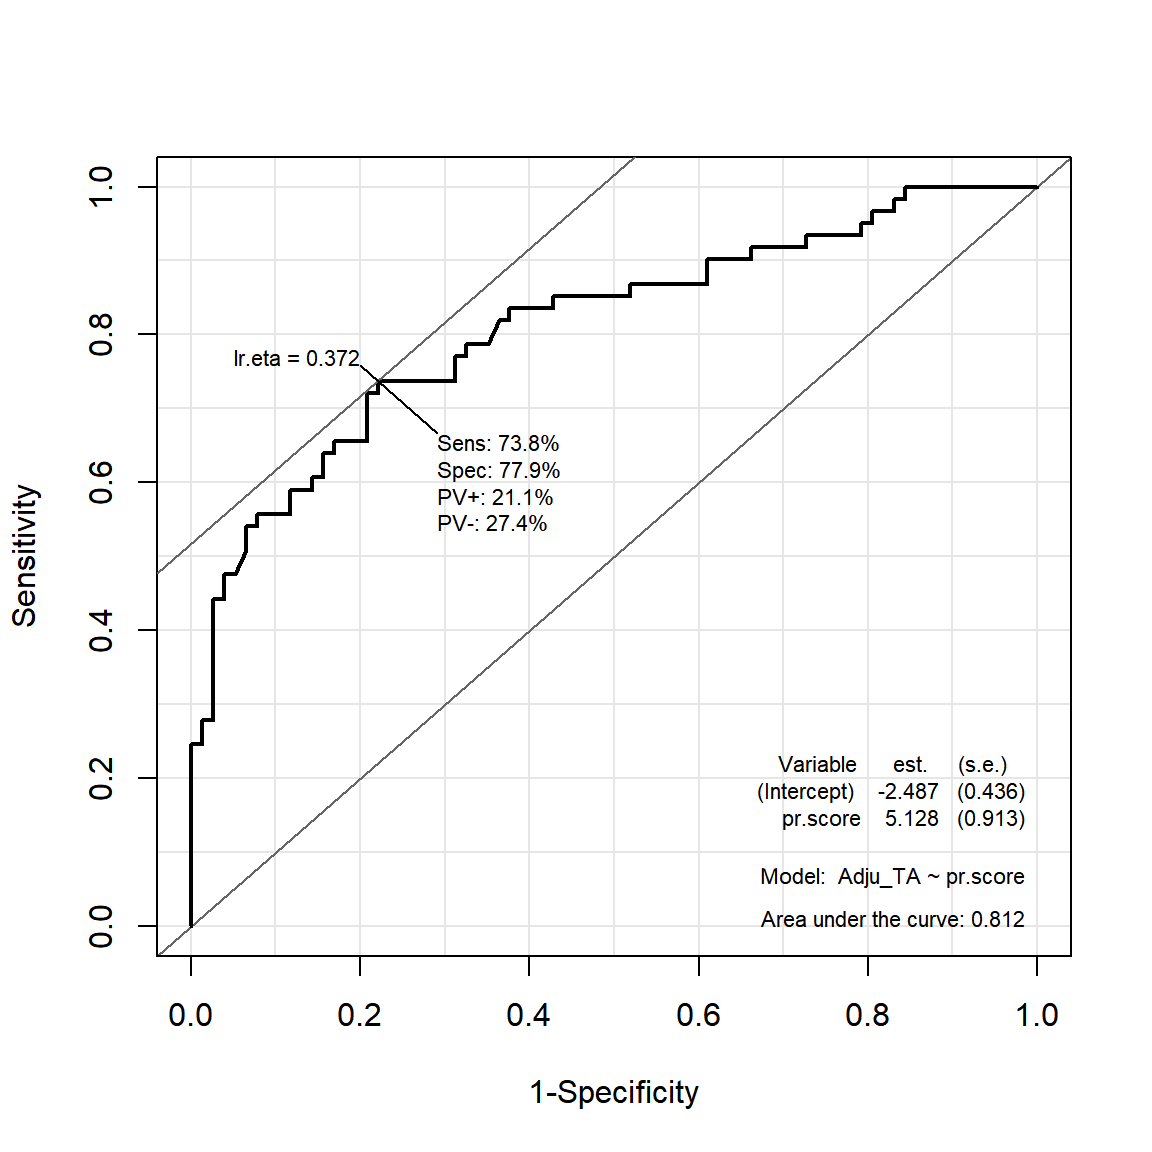 1.0
0.8
0.6
0.4
0.2
0.0
Sensitivity
lr.eta = 0.372
Sens: 73.8%
Spec: 77.9%
PV+: 21.1%
PV-: 27.4%
Variable est. (s.e.)
(Intercept) -2.487 (0.436)
pr.score 5.128 (0.913)
Model: Adju_TA ~ pr.score
Area under the curve: 0.812
0.0 0.2 0.4 0.6 0.8 1.0
1-Specificity